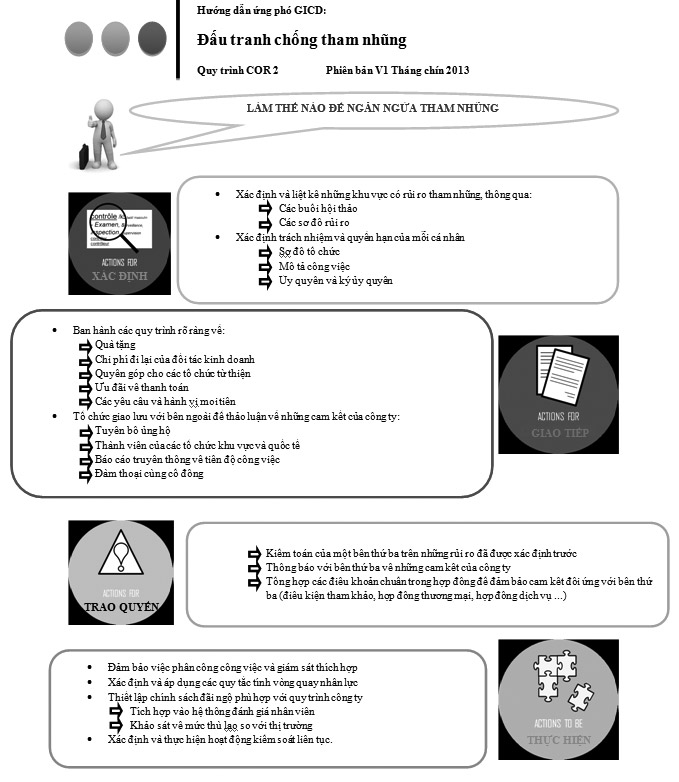 Hướng dẫn ứng phó GICD:
Đấu tranh chống tham nhũng
Quy trình COR 2 Phiên bản V1 Tháng chín 2013
LÀM THẾ NÀO ĐỂ NGĂN NGỪA THAM NHŨNG
contrôle
Examen, surveillance,
inspection
ACTIONS FOR
XÁC ĐỊNH
• Xác định và liệt kê những khu vực có rủi ro tham nhũng, thông qua:
Các buổi hội thảo
Các sơ đồ rủi ro
• Xác định trách nhiệm và quyền hạn của mỗi cá nhân
Sơ đồ tổ chức
Mô tả công việc
Uỷ quyền và ký ủy quyền
• Ban hành các quy trình rõ ràng về:
Quà tặng
Chi phí đi lại của đối tác kinh doanh
Quyên góp cho các tổ chức từ thiện
Ưu đãi về thanh toán
Các yêu cầu và hành vị moi tiền
• Tổ chức giao lưu với bên ngoài để thảo luận về những cam kết của công ty:
Tuyên bố ủng hộ
Thành viên của các tổ chức khu vực và quốc tế
Báo cáo truyền thông về tiến độ công việc
Đàm thoại cùng cổ đông
ACTIONS FOR
GIAO TIẾP
ACTIONS FOR
TRAO QUYỀN
Kiểm toán của một bên thứ ba trên những rủi ro đã được xác định trước
Thông báo với bên thứ ba về những cam kết của công ty
Tổng hợp các điều khoản chuẩn trong hợp đồng để đảm bảo cam kết đối ứng với bên thứ
ba (điều kiện tham khảo, hợp đồng thương mại, hợp đồng dịch vụ ...)
• Đảm bảo việc phân công công việc và giám sát thích hợp
• Xác định và áp dụng các quy tắc tính vòng quay nhân lực
• Thiết lập chính sách đãi ngộ phù hợp với quy trình công ty
Tích hợp vào hệ thống đánh giá nhân viên
Khảo sát về mức thù lao so với thị trường
• Xác định và thực hiện hoạt động kiểm soát liên tục.
ACTIONS TO BE
THỰC HIỆN